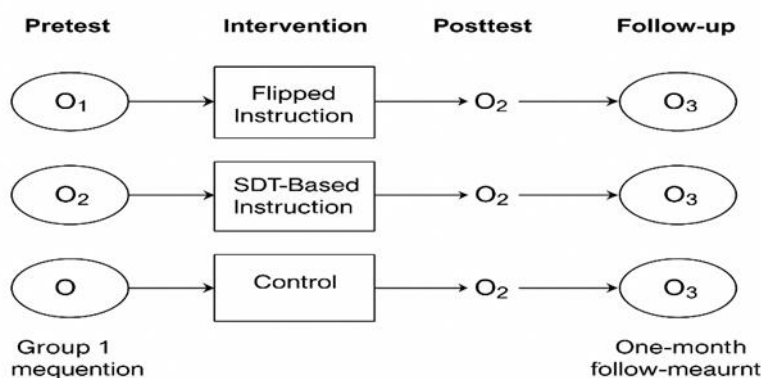 Pretest Intervention Posttest Follow-up
O₁ Flipped Instruction O₂ O₃
O₂ SDT-Based Instruction O₂ O₃
O Control O₂ O₃
Group 1 mequention
One-month follow-meaurnt